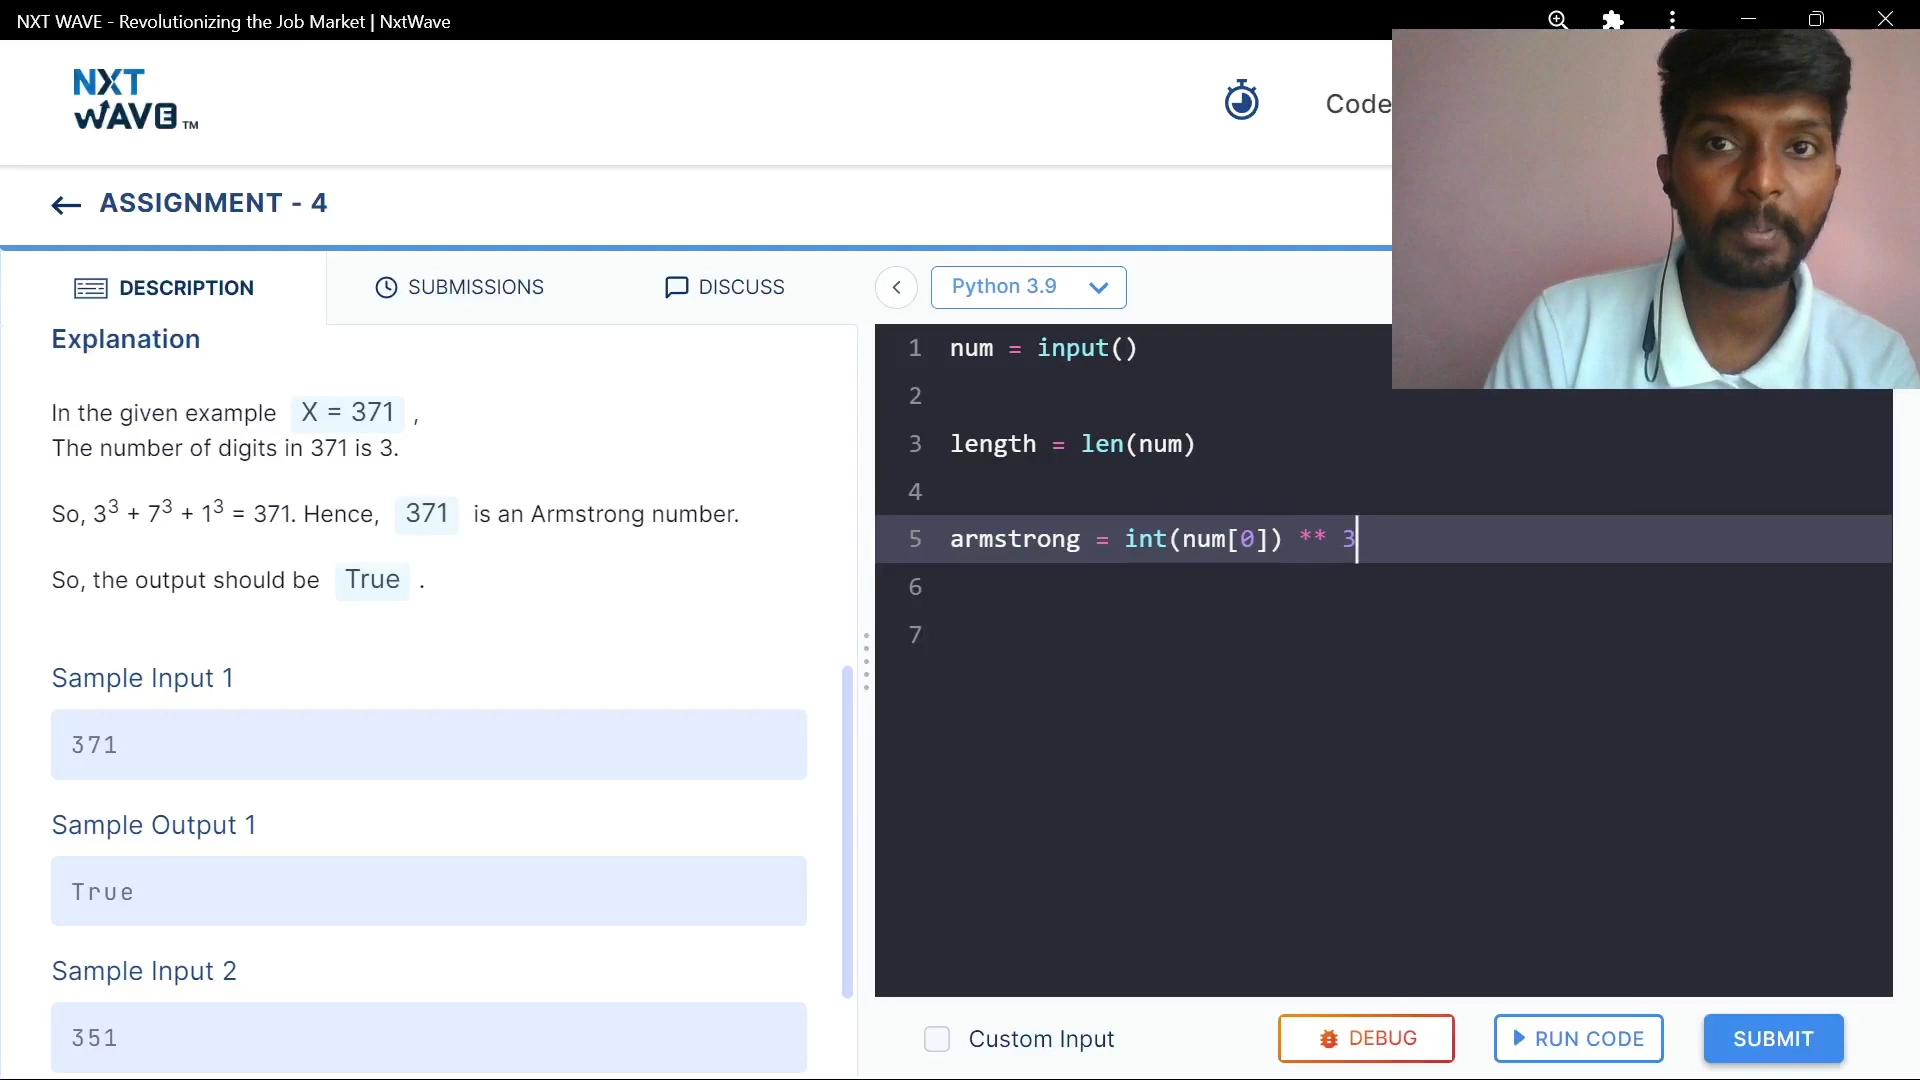 NXT WAVE - Revolutionizing the Job Market | NxtWave
NXT
WAVE TM
Code
ASSIGNMENT - 4
DESCRIPTION
SUBMISSIONS
DISCUSS
Python 3.9
Explanation
In the given example X = 371 ,
The number of digits in 371 is 3.
So, 3³ + 7³ + 1³ = 371. Hence, 371 is an Armstrong number.
So, the output should be True .
Sample Input 1
371
Sample Output 1
True
Sample Input 2
351
1 num = input()
2
3 length = len(num)
4
5 armstrong = int(num[0]) ** 3
6
7
Custom Input
DEBUG
RUN CODE
SUBMIT